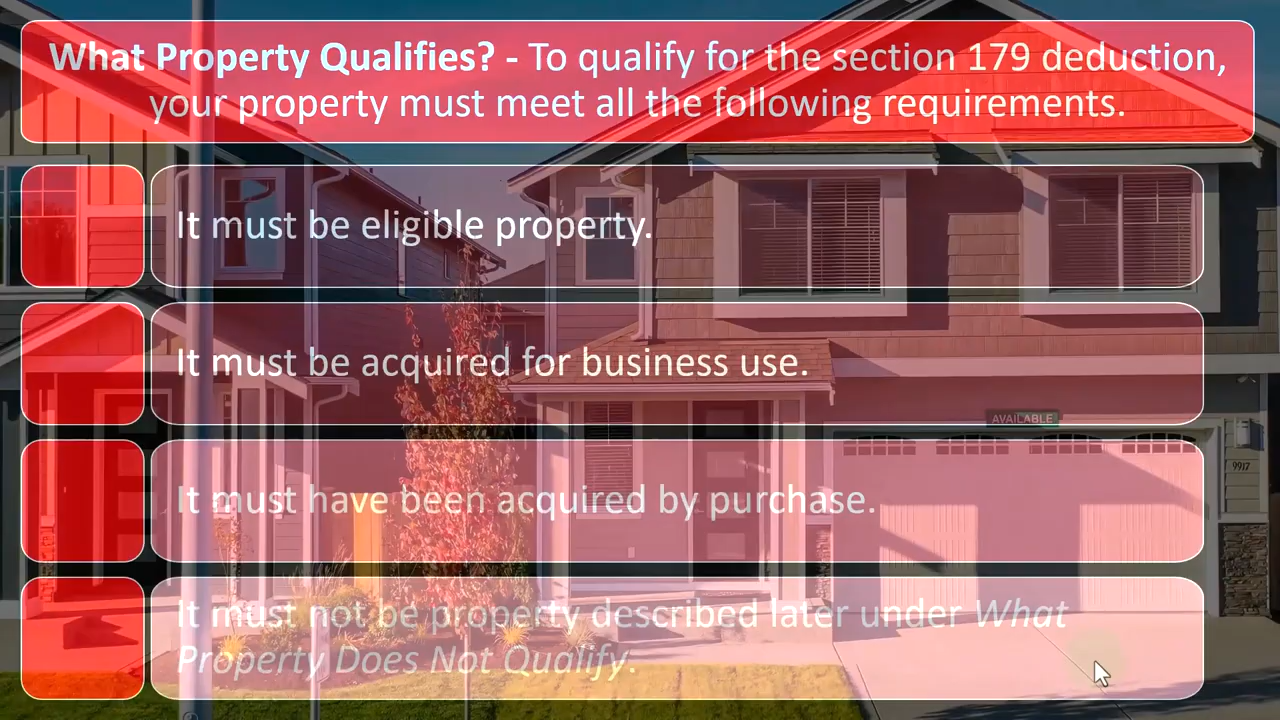 What Property Qualifies? - To qualify for the section 179 deduction,
your property must meet all the following requirements.
It must be eligible property.
It must be acquired for business use.
AVAILABLE
9917
It must have been acquired by purchase.
It must not be property described later under What
Property Does Not Qualify.